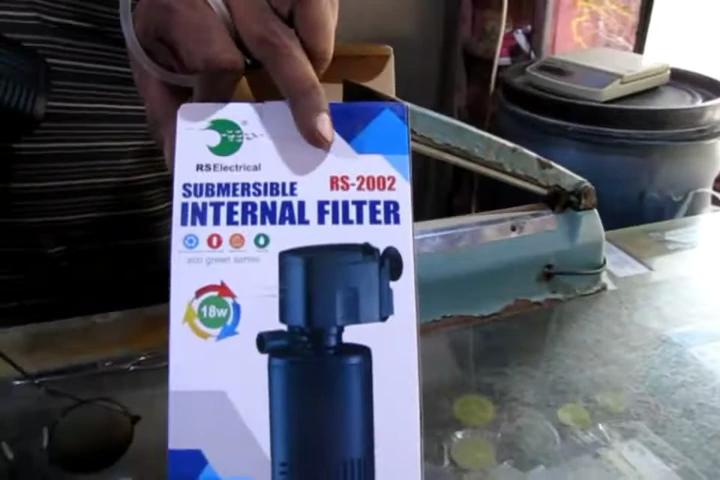 RS Electrical
SUBMERSIBLE
RS-2002
INTERNAL FILTER
eco green series
18w